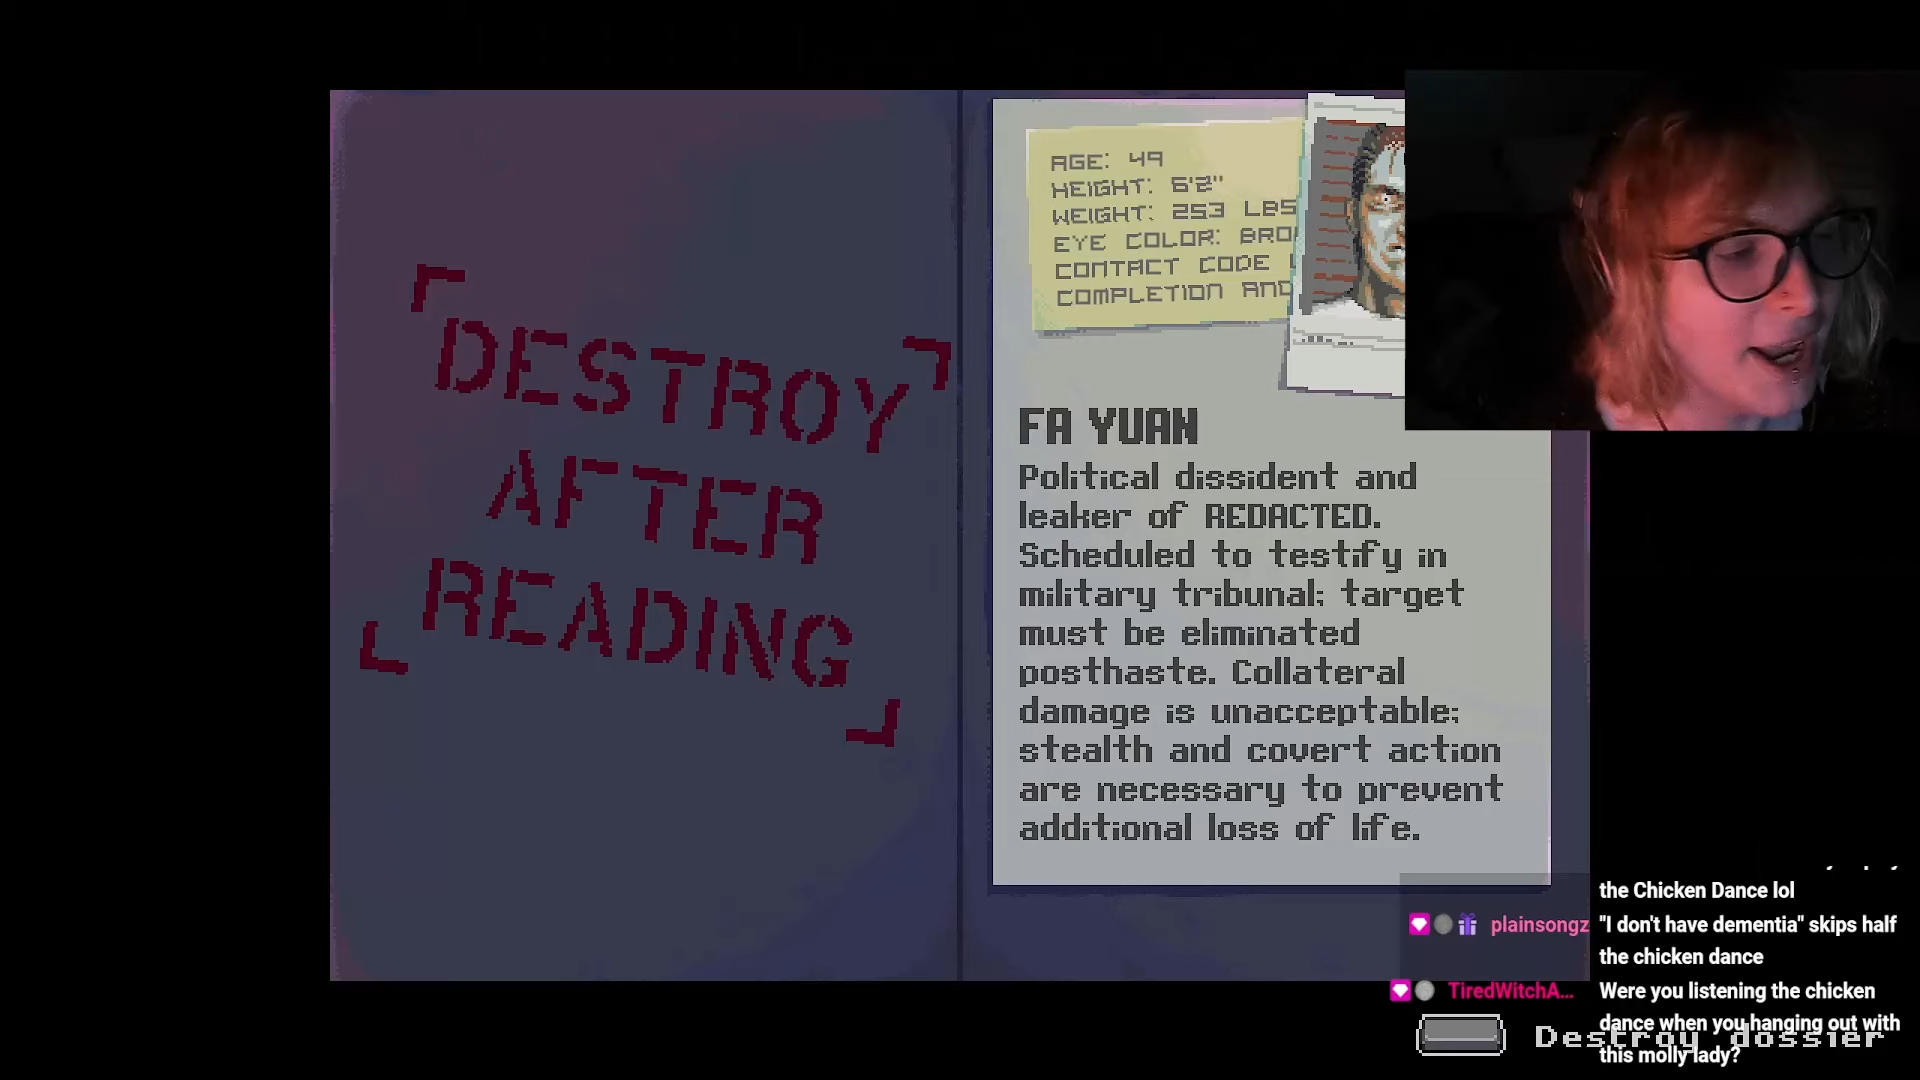 DESTROY
AFTER
READING
AGE: 49
HEIGHT: 6'2"
WEIGHT: 253 LBS
EYE COLOR:
CONTACT CODE
COMPLETION AND
FA YUAN
Political dissident and
leaker of REDACTED.
Scheduled to testify in
military tribunal; target
must be eliminated
posthaste. Collateral
damage is unacceptable;
stealth and covert action
are necessary to prevent
additional loss of life.
the Chicken Dance lol
plainsongz "I don't have dementia" skips half
the chicken dance
TiredWitchA... Were you listening the chicken
dance when you hanging out with
this molly lady?
Destroy dossier